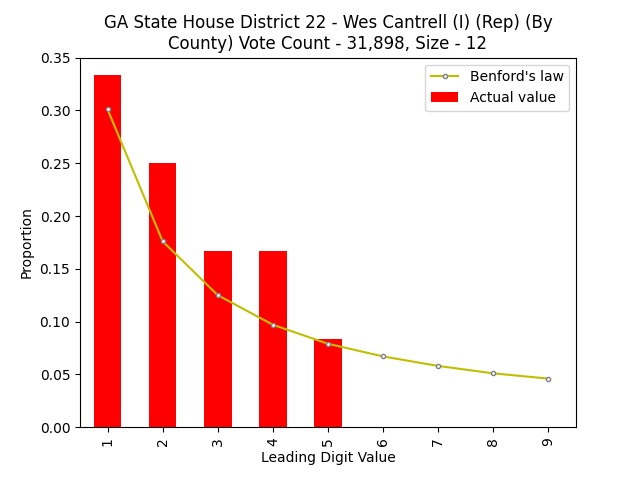 GA State House District 22 - Wes Cantrell (I) (Rep) (By
County) Vote Count - 31,898, Size - 12
Benford's law
Actual value
0.35
0.30
0.25
0.20
0.15
0.10
0.05
0.00
Proportion
1 2 3 4 5 6 7 8 9
Leading Digit Value